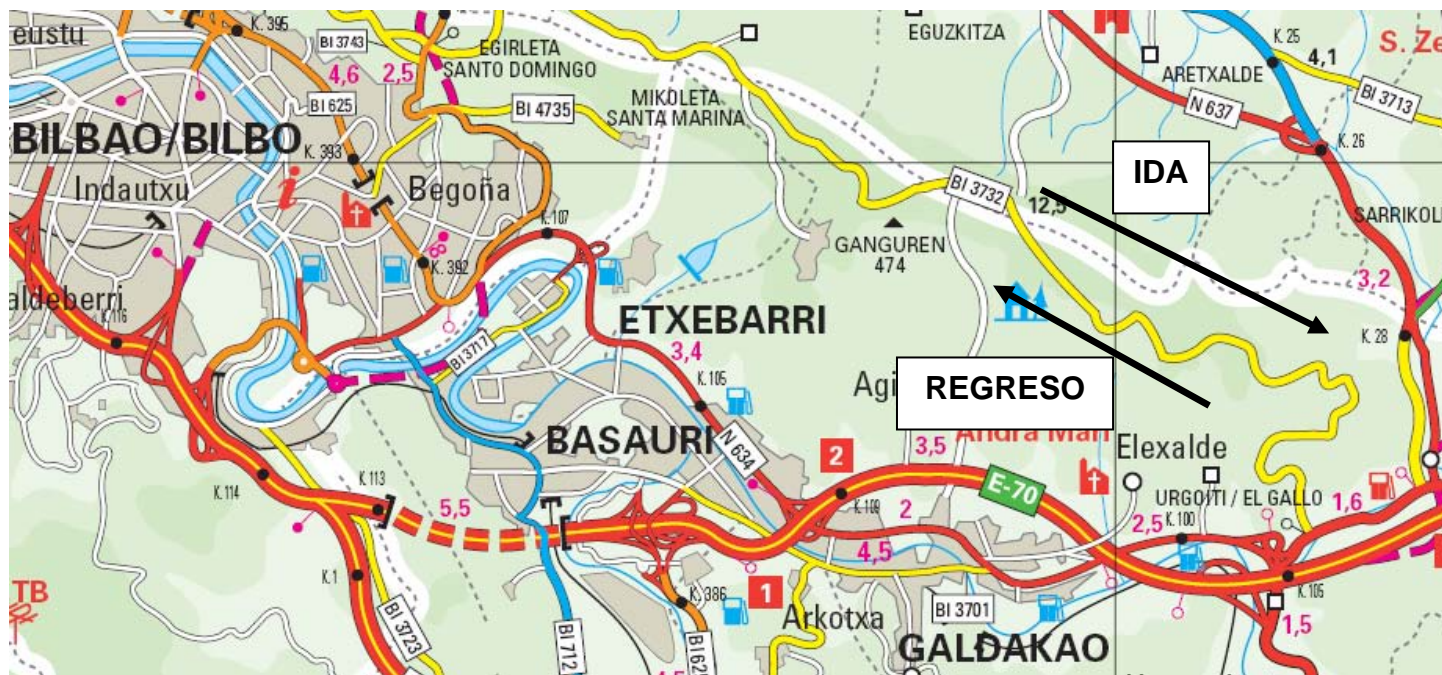 eustu
K. 395
BI 3743
EGIRLETA
SANTO DOMINGO
4,6
2,5
BI 625
BI 4735
MIKOLETA
SANTA MARINA
EGUZKITZA
K. 25
4,1
S. Ze
ARETXALDE
BI 3713
N 637
K. 26
BILBAO/BILBO
K. 393
Indautxu
i
Begoña
IDA
BI 3732
12,5
SARRIKOL
K. 107
GANGUREN
474
K. 392
3,2
aldeberri
K. 116
ETXEBARRI
K. 28
BI 3717
3,4
K. 105
Agi
REGRESO
BASAURI
N 634
2
3,5
Andra Mari
Elexalde
K. 114
K. 113
5,5
E-70
URGOITI / EL GALLO
K. 109
2
2,5
K. 100
1,6
4,5
K. 1
TB
K. 386
1
K. 105
BI 3701
Arkotxa
1,5
BI 3723
BI 712
BI 62
GALDAKAO
4,5